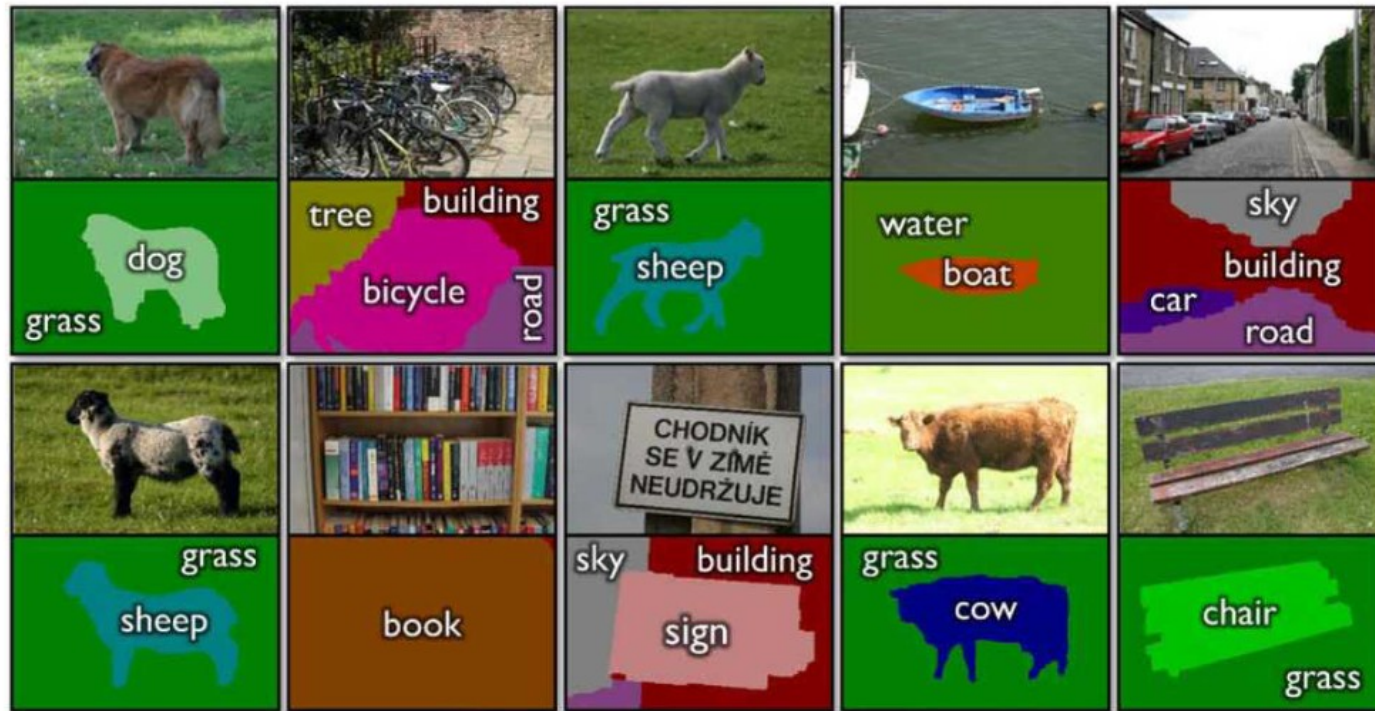 dog
grass
tree
building
bicycle
road
grass
sheep
water
boat
sky
building
car
road
CHODNÍK
SE V ZIMĚ
NEUDRŽUJE
grass
sheep
book
sky
building
sign
grass
cow
chair
grass